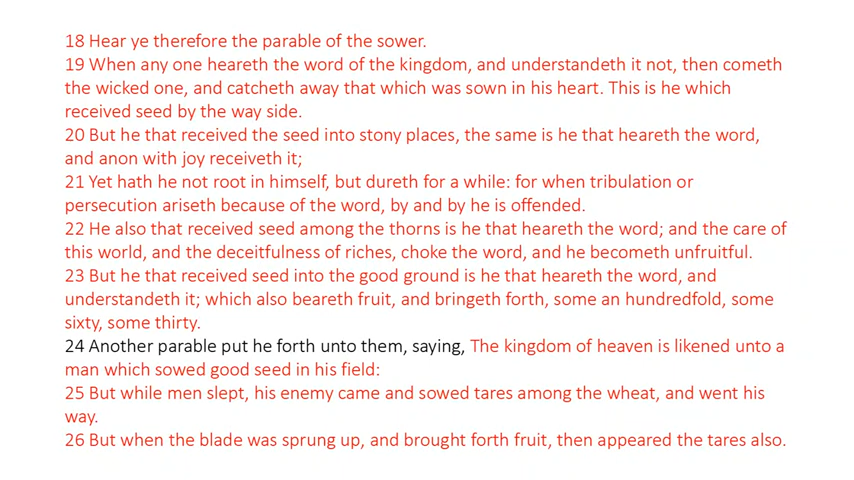 18 Hear ye therefore the parable of the sower.
19 When any one heareth the word of the kingdom, and understandeth it not, then cometh
the wicked one, and catcheth away that which was sown in his heart. This is he which
received seed by the way side.
20 But he that received the seed into stony places, the same is he that heareth the word,
and anon with joy receiveth it;
21 Yet hath he not root in himself, but dureth for a while: for when tribulation or
persecution ariseth because of the word, by and by he is offended.
22 He also that received seed among the thorns is he that heareth the word; and the care of
this world, and the deceitfulness of riches, choke the word, and he becometh unfruitful.
23 But he that received seed into the good ground is he that heareth the word, and
understandeth it; which also beareth fruit, and bringeth forth, some an hundredfold, some
sixty, some thirty.
24 Another parable put he forth unto them, saying, The kingdom of heaven is likened unto a
man which sowed good seed in his field:
25 But while men slept, his enemy came and sowed tares among the wheat, and went his
way.
26 But when the blade was sprung up, and brought forth fruit, then appeared the tares also.